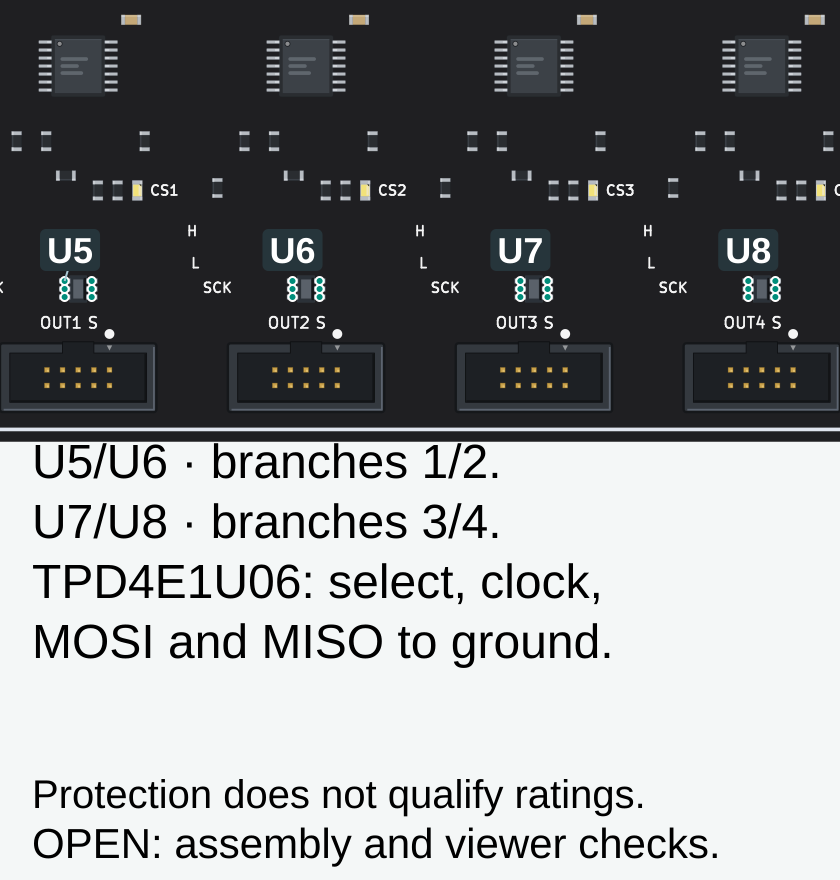 CS1 CS2 CS3
H H H
U5 U6 U7 U8
L L L
SCK SCK SCK
OUT1 S OUT2 S OUT3 S OUT4 S
U5/U6 · branches 1/2.
U7/U8 · branches 3/4.
TPD4E1U06: select, clock,
MOSI and MISO to ground.
Protection does not qualify ratings.
OPEN: assembly and viewer checks.